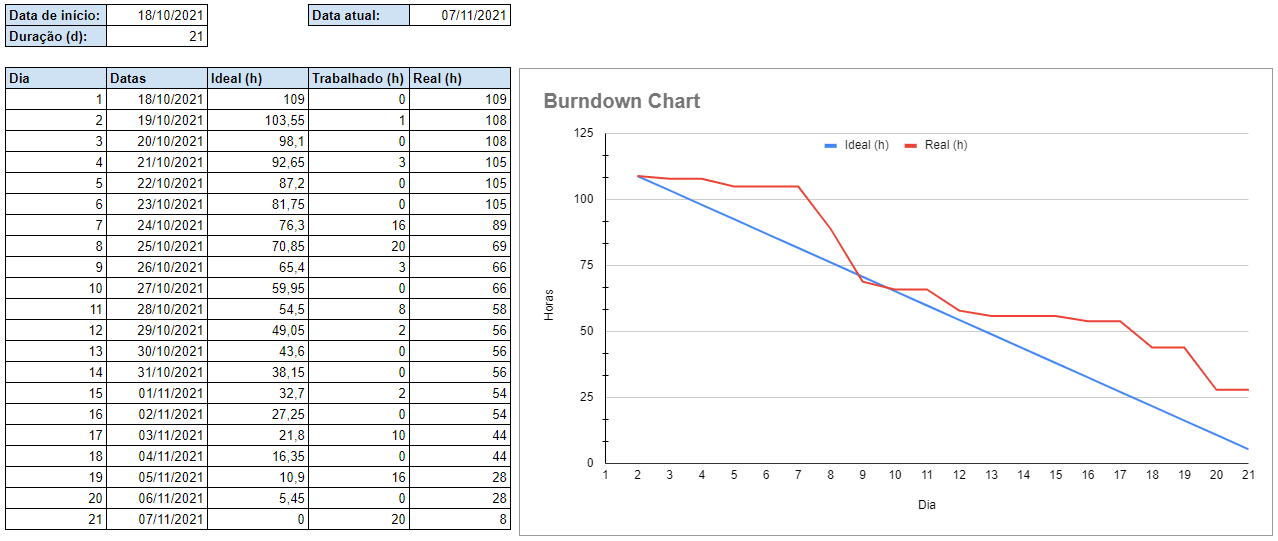 Data de início: 18/10/2021 Data atual: 07/11/2021
Duração (d): 21
Dia Datas Ideal (h) Trabalhado (h) Real (h)
1 18/10/2021 109 0 109
2 19/10/2021 103,55 1 108
3 20/10/2021 98,1 0 108
4 21/10/2021 92,65 3 105
5 22/10/2021 87,2 0 105
6 23/10/2021 81,75 0 105
7 24/10/2021 76,3 16 89
8 25/10/2021 70,85 20 69
9 26/10/2021 65,4 3 66
10 27/10/2021 59,95 0 66
11 28/10/2021 54,5 8 58
12 29/10/2021 49,05 2 56
13 30/10/2021 43,6 0 56
14 31/10/2021 38,15 0 56
15 01/11/2021 32,7 2 54
16 02/11/2021 27,25 0 54
17 03/11/2021 21,8 10 44
18 04/11/2021 16,35 0 44
19 05/11/2021 10,9 16 28
20 06/11/2021 5,45 0 28
21 07/11/2021 0 20 8
Burndown Chart
Ideal (h) Real (h)
125
100
75
50
25
0
Horas
1 2 3 4 5 6 7 8 9 10 11 12 13 14 15 16 17 18 19 20 21
Dia